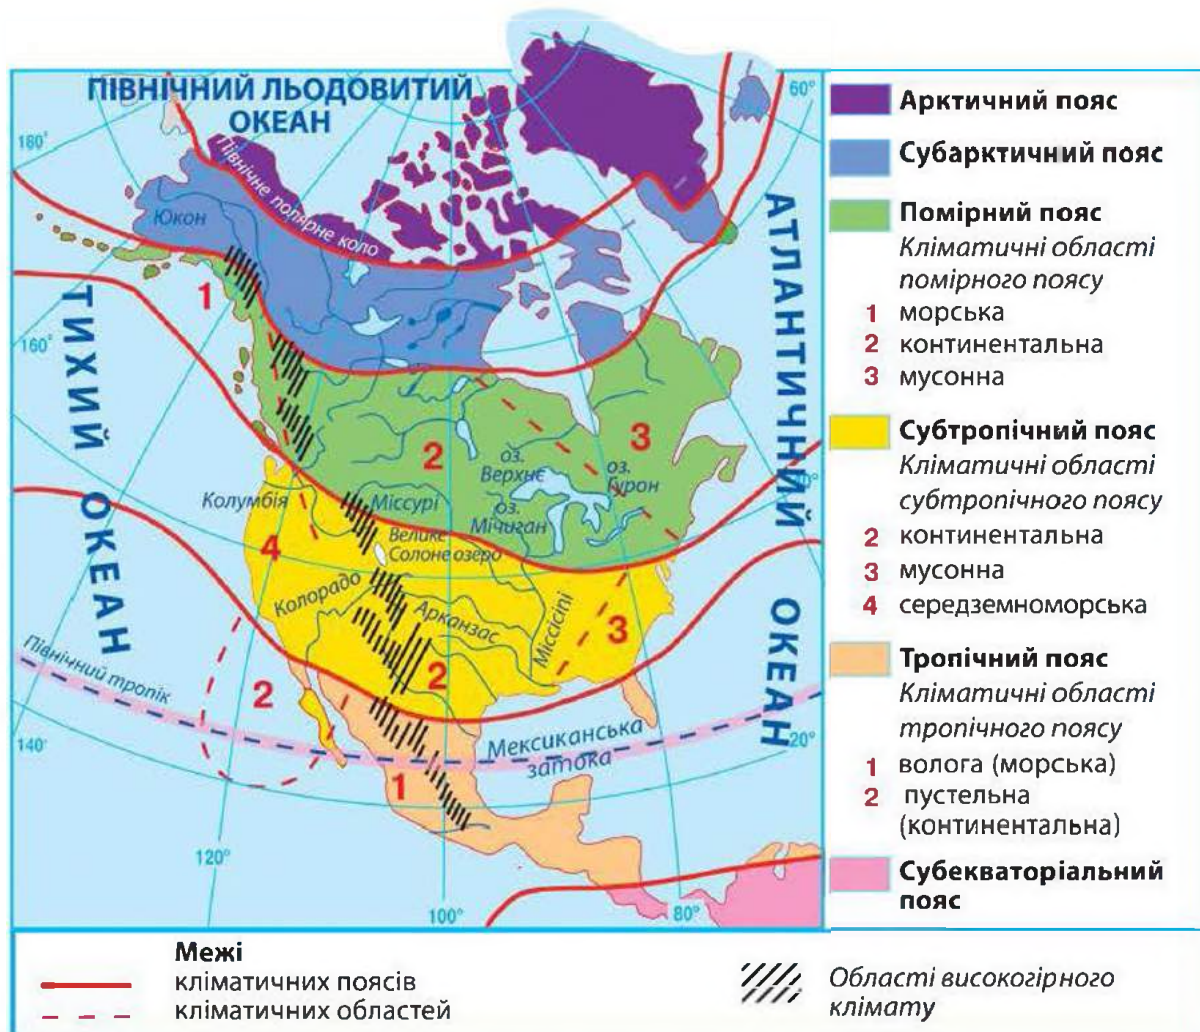 ПІВНІЧНИЙ ЛЬОДОВИТИЙ
ОКЕАН
180°
60°
Північне полярне коло
Юкон
1
160°
ТИХИЙ ОКЕАН
АТЛАНТИЧНИЙ ОКЕАН
2
3
оз.
Верхнє
оз.
Гурон
оз.
Мічиган
Колумбія
Міссурі
Велике
Солоне озеро
4
Колорадо
Арканзас
Міссісіпі
3
2
2
Північний тропік
Мексиканська
затока
140°
20°
1
120°
100°
80°
Арктичний пояс
Субарктичний пояс
Помірний пояс
Кліматичні області
помірного поясу
1 морська
2 континентальна
3 мусонна
Субтропічний пояс
Кліматичні області
субтропічного поясу
2 континентальна
3 мусонна
4 середземноморська
Тропічний пояс
Кліматичні області
тропічного поясу
1 волога (морська)
2 пустельна
(континентальна)
Субекваторіальний
пояс
Межі
кліматичних поясів
кліматичних областей
Області високогірного
клімату